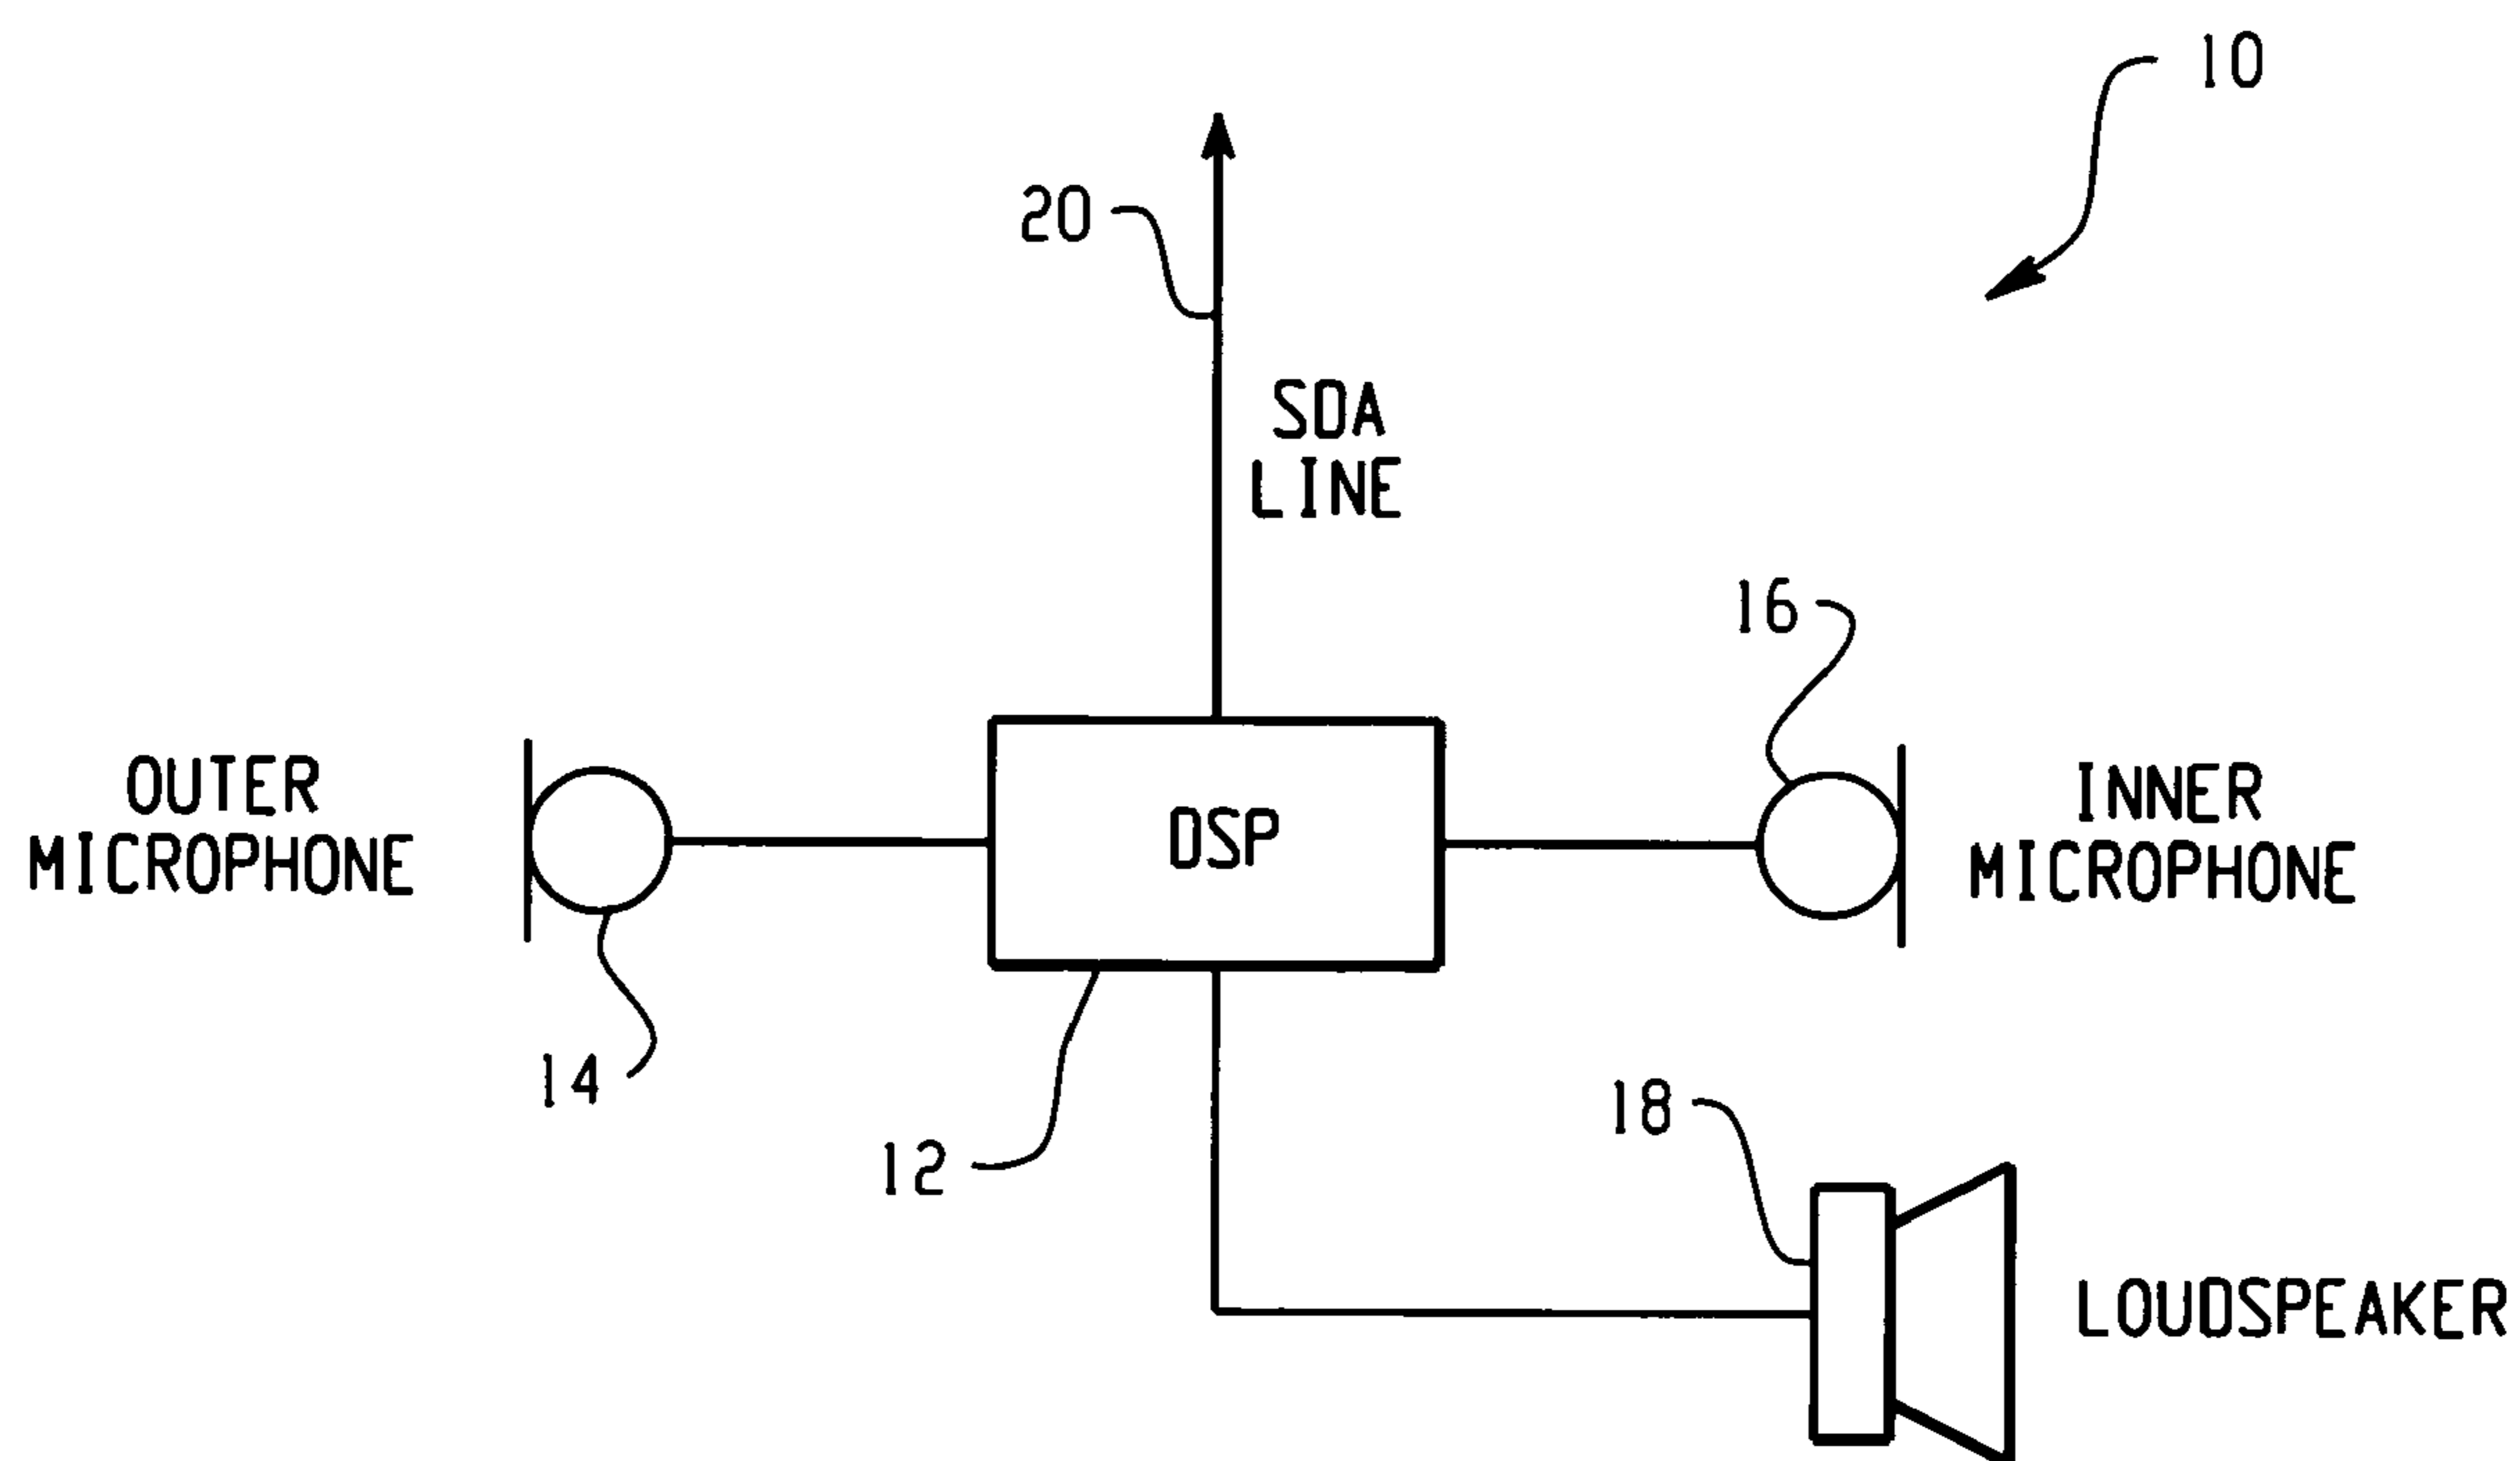 10
20
SDA
LINE
16
OUTER
MICROPHONE
DSP
INNER
MICROPHONE
14
12
18
LOUDSPEAKER